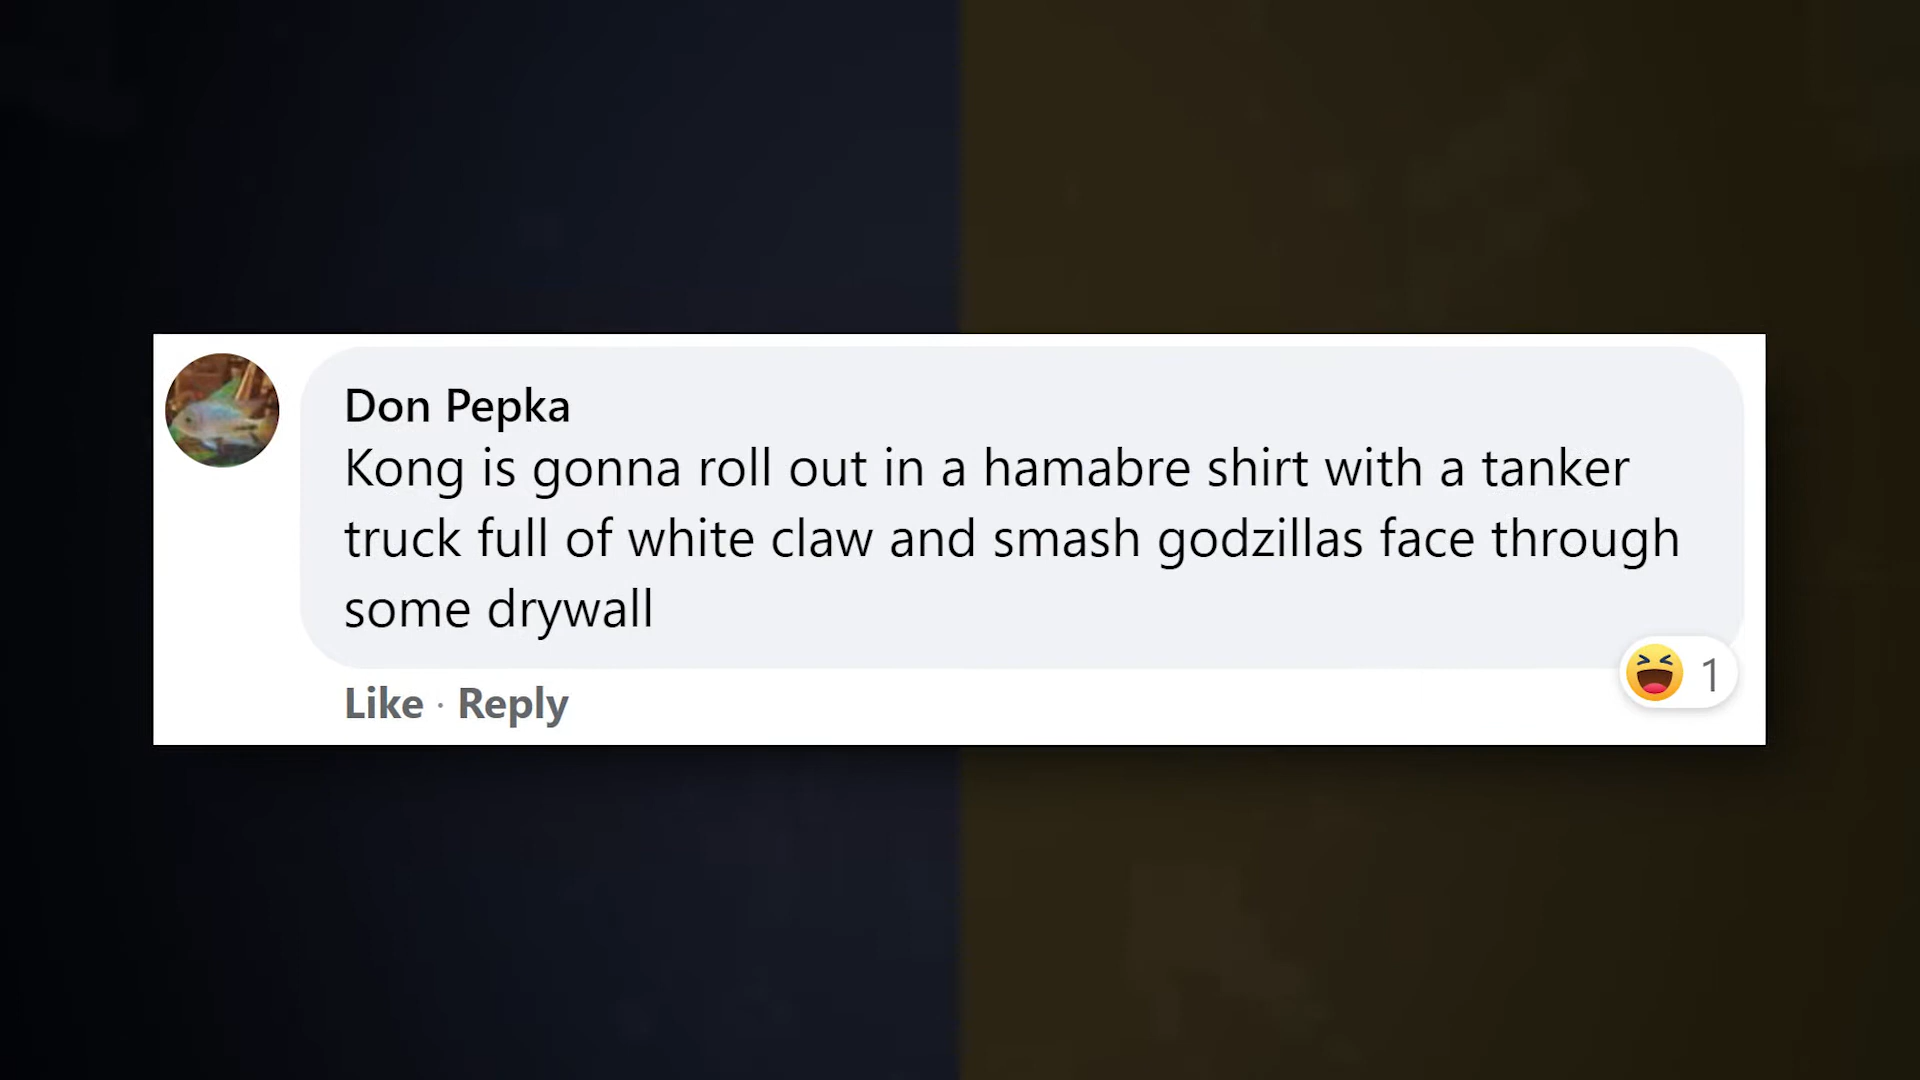 Don Pepka
Kong is gonna roll out in a hamabre shirt with a tanker
truck full of white claw and smash godzillas face through
some drywall
Like · Reply
1